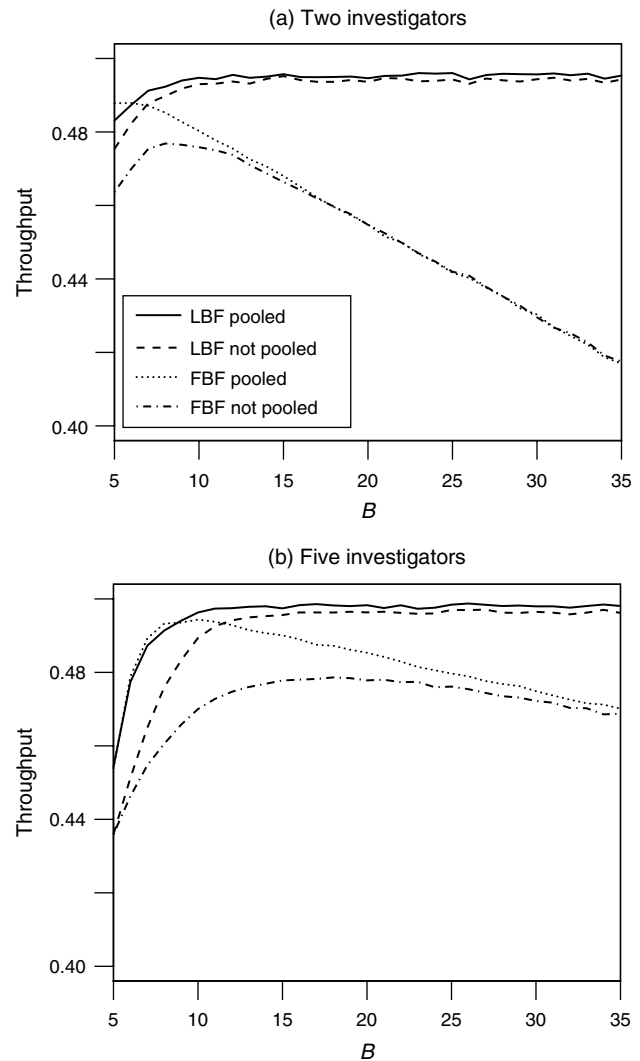 (a) Two investigators
0.48
0.44
0.40
Throughput
LBF pooled
LBF not pooled
FBF pooled
FBF not pooled
5 10 15 20 25 30 35
B
(b) Five investigators
0.48
0.44
0.40
Throughput
5 10 15 20 25 30 35
B